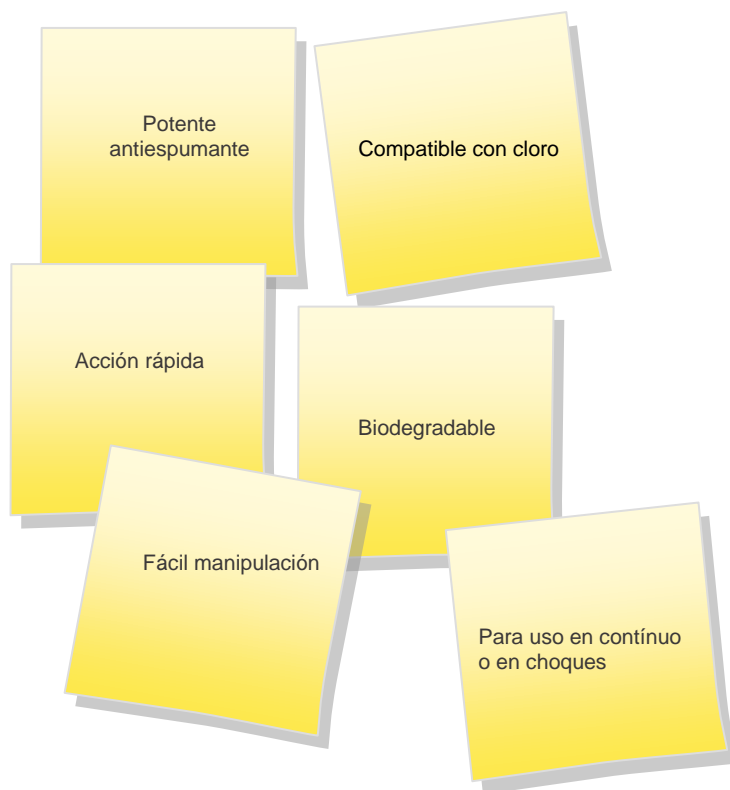 Potente
antiespumante
Compatible con cloro
Acción rápida
Biodegradable
Fácil manipulación
Para uso en contínuo
o en choques